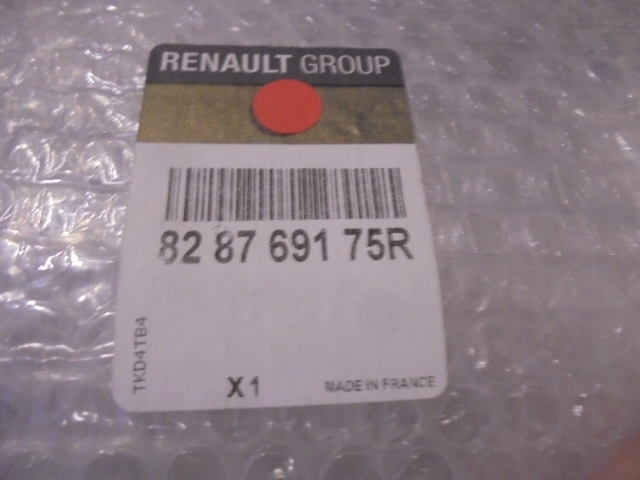 RENAULT GROUP
82 87 691 75R
TKD4TB4
X1
MADE IN FRANCE